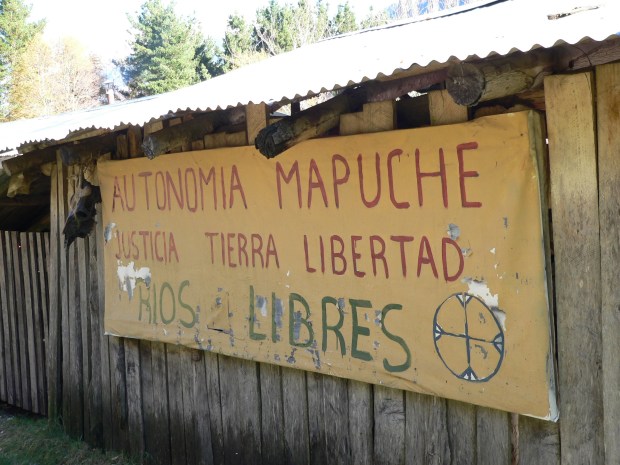 AUTONOMIA MAPUCHE
JUSTICIA TIERRA LIBERTAD
RIOS LIBRES